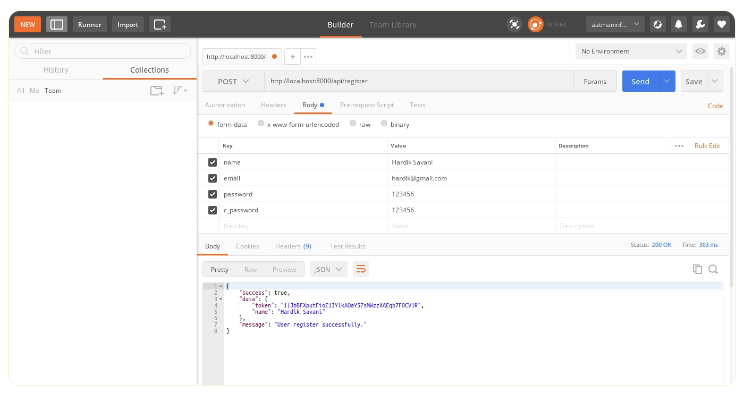 NEW Runner Import Builder Team Library IN SYNC aatmaninf...
Filter http://localhost:8000/ + ••• No Environment
History Collections
POST http://localhost:8000/api/register Params Send Save
All Me Team
Authorization Headers Body Pre-request Script Tests Code
form-data x-www-form-urlencoded raw binary
Key Value Description ••• Bulk Edit
name Hardik Savani
email hardik@gmail.com
password 123456
c_password 123456
New key Value Description
Body Cookies Headers (9) Test Results Status: 200 OK Time: 303 ms
Pretty Raw Preview JSON
1 {
2 "success": true,
3 "data": {
4 "token":
5 "name": "Hardik Savani"
6 },
7 "message": "User register successfully."
8 }